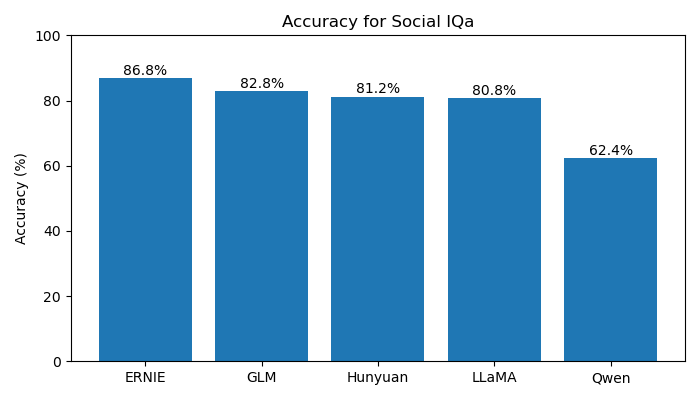 Accuracy for Social IQa
Accuracy (%)
100
80
60
40
20
0
86.8%
82.8%
81.2%
80.8%
62.4%
ERNIE
GLM
Hunyuan
LLaMA
Qwen